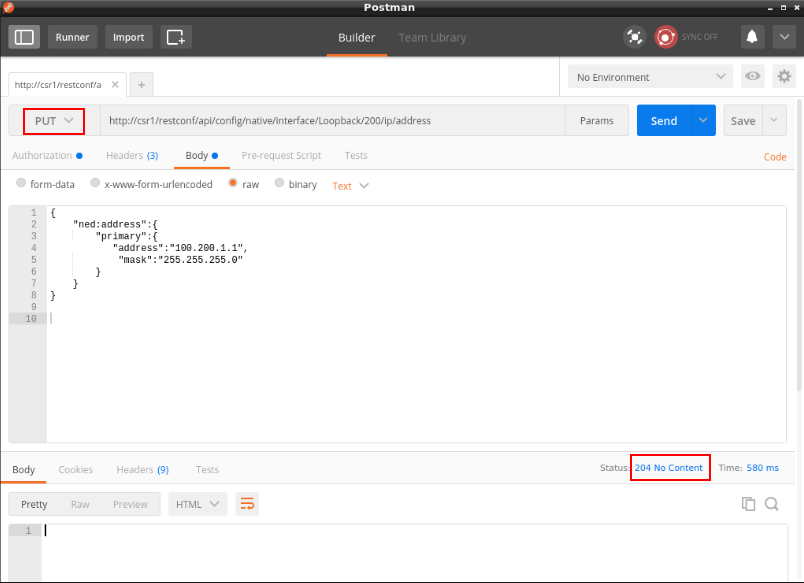 Postman
Runner Import Builder Team Library SYNC OFF
http://csr1/restconf/a × + No Environment
PUT http://csr1/restconf/api/config/native/interface/Loopback/200/ip/address Params Send Save
Authorization Headers (3) Body Pre-request Script Tests Code
form-data x-www-form-urlencoded raw binary Text
1 {
2 "ned:address":{
3 "primary":{
4 "address":"100.200.1.1",
5 "mask":"255.255.255.0"
6 }
7 }
8 }
9
10
Body Cookies Headers (9) Tests Status: 204 No Content Time: 580 ms
Pretty Raw Preview HTML
1